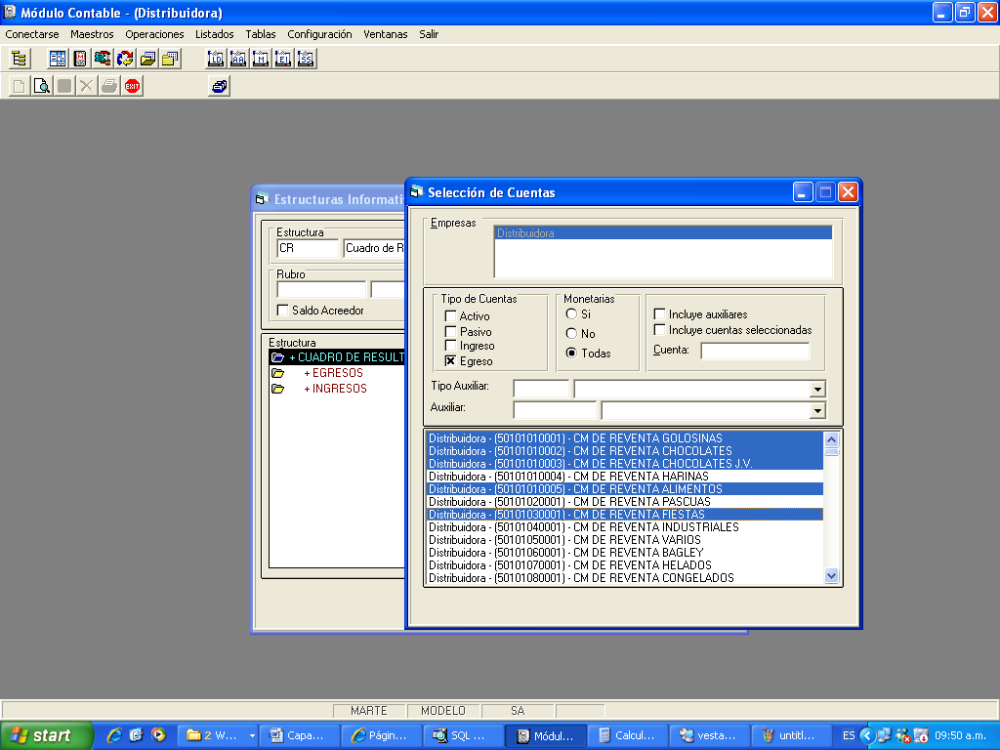 Módulo Contable - (Distribuidora)
Conectarse Maestros Operaciones Listados Tablas Configuración Ventanas Salir
LD AA M EI SS
EXIT
Estructuras Informati
Estructura
CR Cuadro de R
Rubro
Saldo Acreedor
Estructura
+ CUADRO DE RESULT
+ EGRESOS
+ INGRESOS
Selección de Cuentas
Empresas
Distribuidora
Tipo de Cuentas
Activo
Pasivo
Ingreso
Egreso
Monetarias
Si
No
Todas
Incluye auxiliares
Incluye cuentas seleccionadas
Cuenta:
Tipo Auxiliar:
Auxiliar:
Distribuidora - (50101010001) - CM DE REVENTA GOLOSINAS
Distribuidora - (50101010002) - CM DE REVENTA CHOCOLATES
Distribuidora - (50101010003) - CM DE REVENTA CHOCOLATES J.V.
Distribuidora - (50101010004) - CM DE REVENTA HARINAS
Distribuidora - (50101010005) - CM DE REVENTA ALIMENTOS
Distribuidora - (50101020001) - CM DE REVENTA PASCUAS
Distribuidora - (50101030001) - CM DE REVENTA FIESTAS
Distribuidora - (50101040001) - CM DE REVENTA INDUSTRIALES
Distribuidora - (50101050001) - CM DE REVENTA VARIOS
Distribuidora - (50101060001) - CM DE REVENTA BAGLEY
Distribuidora - (50101070001) - CM DE REVENTA HELADOS
Distribuidora - (50101080001) - CM DE REVENTA CONGELADOS
MARTE MODELO SA
start 2 W... Capa... Págin... SQL ... Módul... Calcul... vesta... untitl... ES 09:50 a.m.